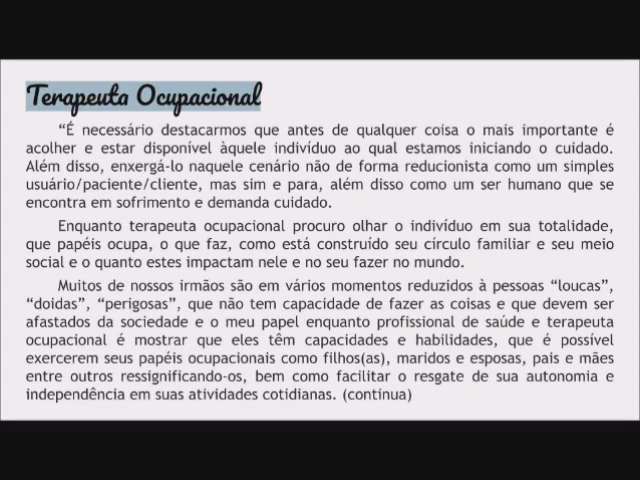 Terapeuta Ocupacional
“É necessário destacarmos que antes de qualquer coisa o mais importante é
acolher e estar disponível àquele indivíduo ao qual estamos iniciando o cuidado.
Além disso, enxergá-lo naquele cenário não de forma reducionista como um simples
usuário/paciente/cliente, mas sim e para, além disso como um ser humano que se
encontra em sofrimento e demanda cuidado.
Enquanto terapeuta ocupacional procuro olhar o indivíduo em sua totalidade,
que papéis ocupa, o que faz, como está construído seu círculo familiar e seu meio
social e o quanto estes impactam nele e no seu fazer no mundo.
Muitos de nossos irmãos são em vários momentos reduzidos à pessoas “loucas”,
“doidas”, “perigosas”, que não tem capacidade de fazer as coisas e que devem ser
afastados da sociedade e o meu papel enquanto profissional de saúde e terapeuta
ocupacional é mostrar que eles têm capacidades e habilidades, que é possível
exercerem seus papéis ocupacionais como filhos(as), maridos e esposas, pais e mães
entre outros ressignificando-os, bem como facilitar o resgate de sua autonomia e
independência em suas atividades cotidianas. (continua)